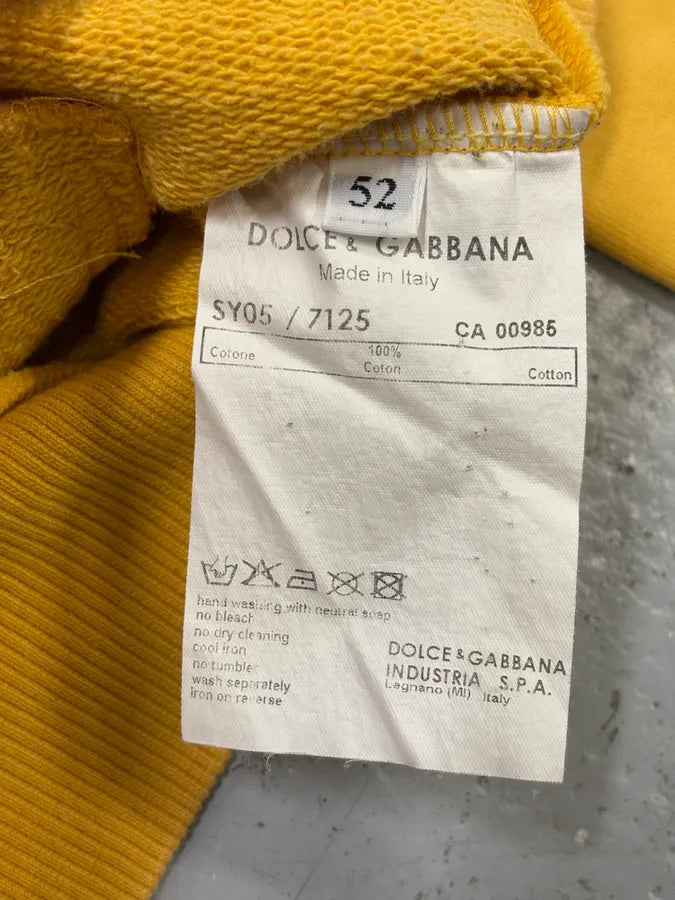 52
DOLCE & GABBANA
Made in Italy
SY05 / 7125 CA 00985
100%
Cotone Coton Cotton
hand washing with neutral soap
no bleach
no dry cleaning
cool iron
no tumbler
wash separately
iron on reverse
DOLCE & GABBANA
INDUSTRIA S.P.A.
Legnano (MI) Italy